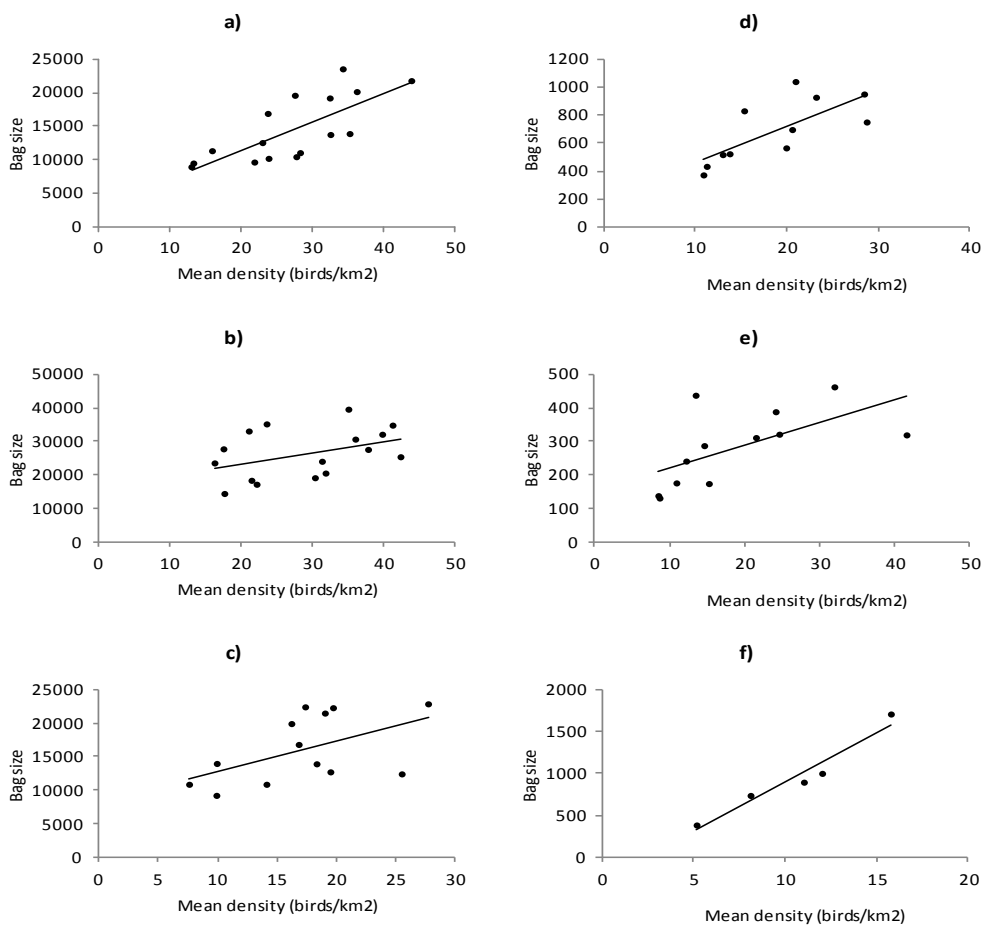 a)
25000
20000
15000
10000
5000
0
Bag size
0 10 20 30 40 50
Mean density (birds/km2)
d)
1200
1000
800
600
400
200
0
Bag size
0 10 20 30 40
Mean density (birds/km2)
b)
50000
40000
30000
20000
10000
0
Bag size
0 10 20 30 40 50
Mean density (birds/km2)
e)
500
400
300
200
100
0
Bag size
0 10 20 30 40 50
Mean density (birds/km2)
c)
25000
20000
15000
10000
5000
0
Bag size
0 5 10 15 20 25 30
Mean density (birds/km2)
f)
2000
1500
1000
500
0
Bag size
0 5 10 15 20
Mean density (birds/km2)